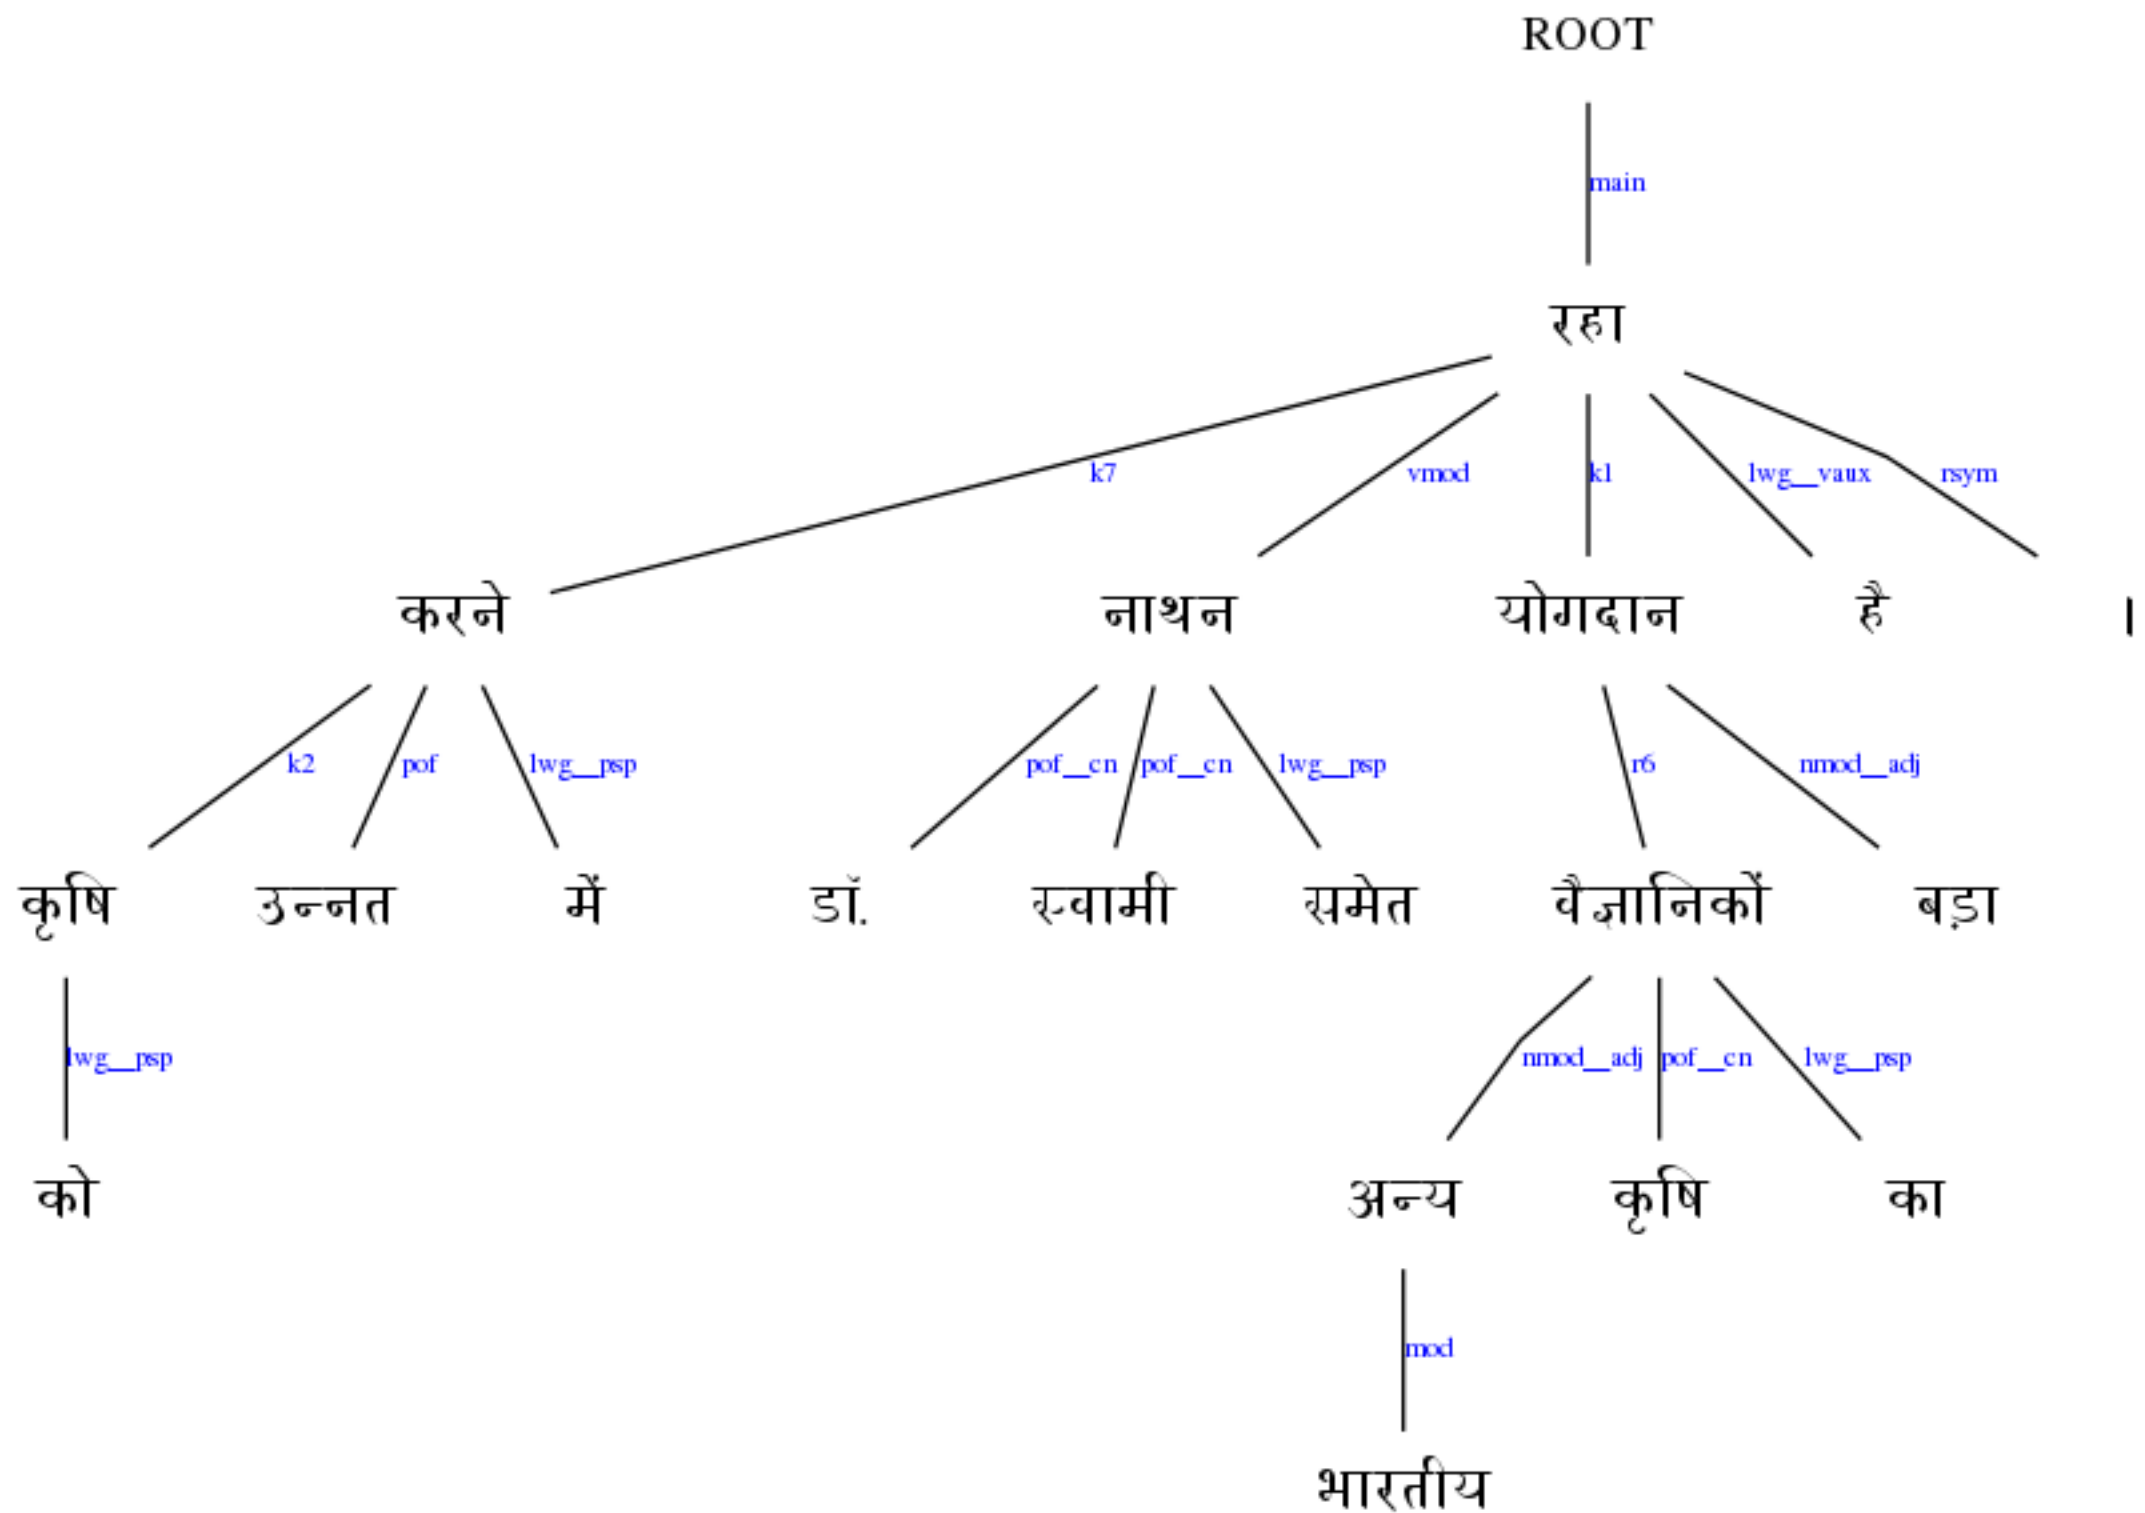 ROOT
main
रहा
k7 vmod k1 lwg__vaux rsym
करने नाथन योगदान है ।
k2 pof lwg__psp pof__cn pof__cn lwg__psp r6 nmod__adj
कृषि उन्नत में डॉ. स्वामी समेत वैज्ञानिकों बड़ा
lwg__psp nmod__adj pof__cn lwg__psp
को अन्य कृषि का
mod
भारतीय